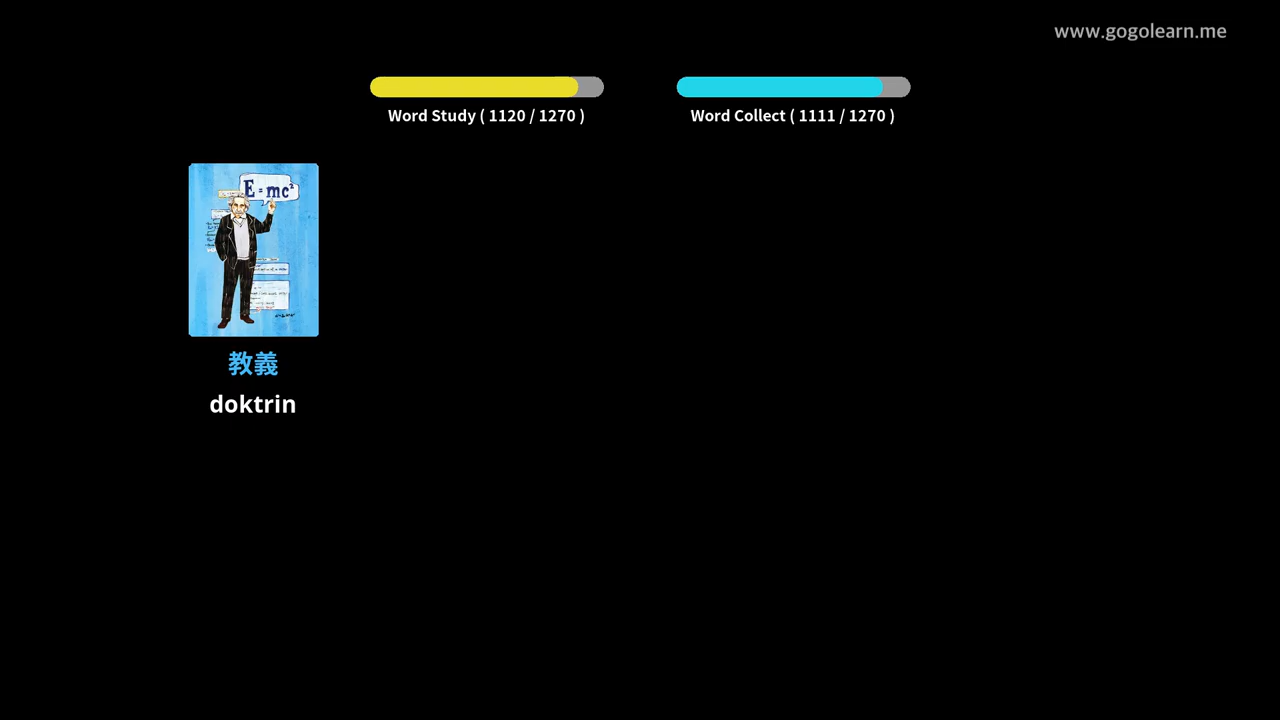 www.gogolearn.me
Word Study ( 1120 / 1270 )
Word Collect ( 1111 / 1270 )
E=mc²
教義
doktrin